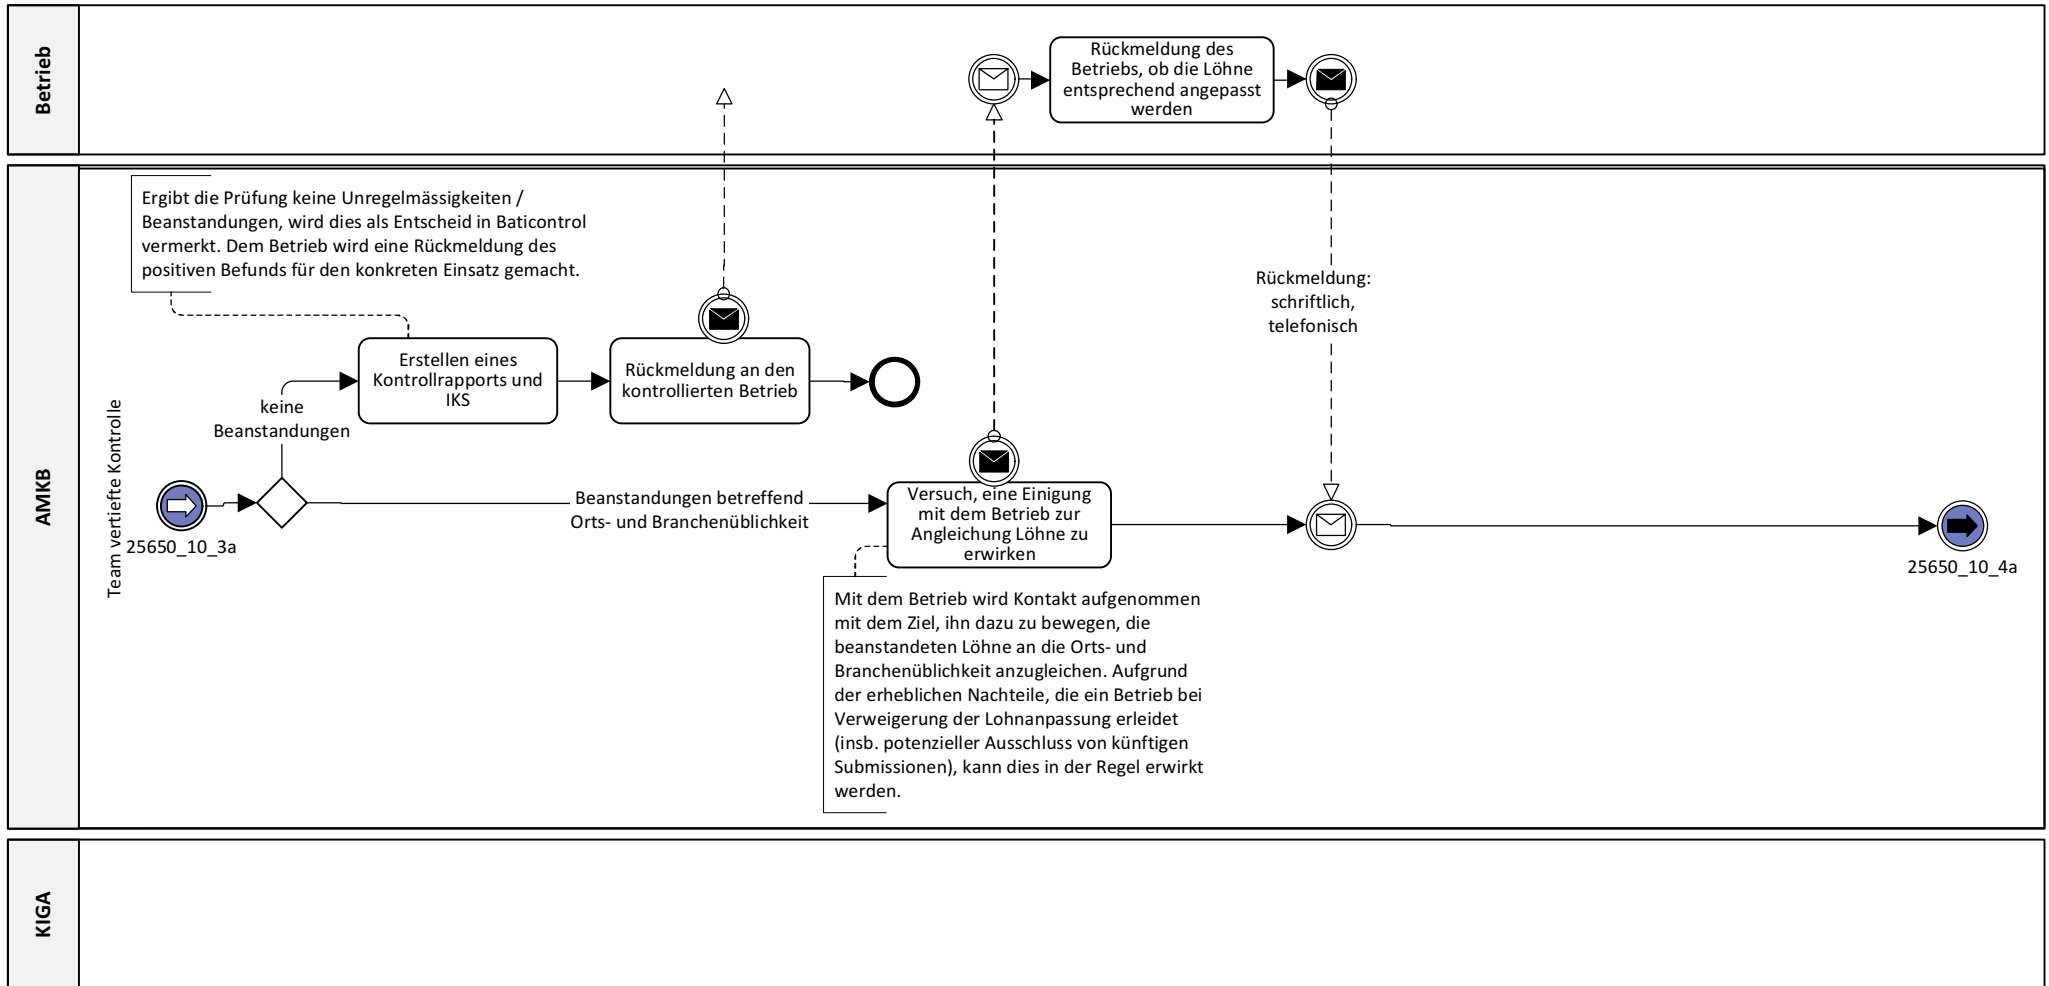 Betrieb
Rückmeldung des
Betriebs, ob die Löhne
entsprechend angepasst
werden
AMKB
Team vertiefte Kontrolle
Ergibt die Prüfung keine Unregelmässigkeiten /
Beanstandungen, wird dies als Entscheid in Baticontrol
vermerkt. Dem Betrieb wird eine Rückmeldung des
positiven Befunds für den konkreten Einsatz gemacht.
Rückmeldung:
schriftlich,
telefonisch
Erstellen eines
Kontrollrapports und
IKS
Rückmeldung an den
kontrollierten Betrieb
keine
Beanstandungen
25650_10_3a
Beanstandungen betreffend
Orts- und Branchenüblichkeit
Versuch, eine Einigung
mit dem Betrieb zur
Angleichung Löhne zu
erwirken
25650_10_4a
Mit dem Betrieb wird Kontakt aufgenommen
mit dem Ziel, ihn dazu zu bewegen, die
beanstandeten Löhne an die Orts- und
Branchenüblichkeit anzugleichen. Aufgrund
der erheblichen Nachteile, die ein Betrieb bei
Verweigerung der Lohnanpassung erleidet
(insb. potenzieller Ausschluss von künftigen
Submissionen), kann dies in der Regel erwirkt
werden.
KIGA